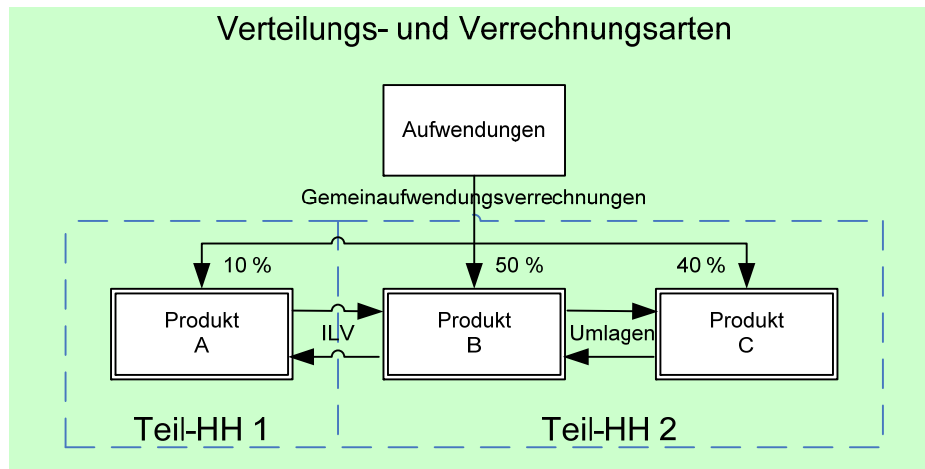 Verteilungs- und Verrechnungsarten
Aufwendungen
Gemeinaufwendungsverrechnungen
10 %
50 %
40 %
Produkt
A
ILV
Produkt
B
Umlagen
Produkt
C
Teil-HH 1
Teil-HH 2